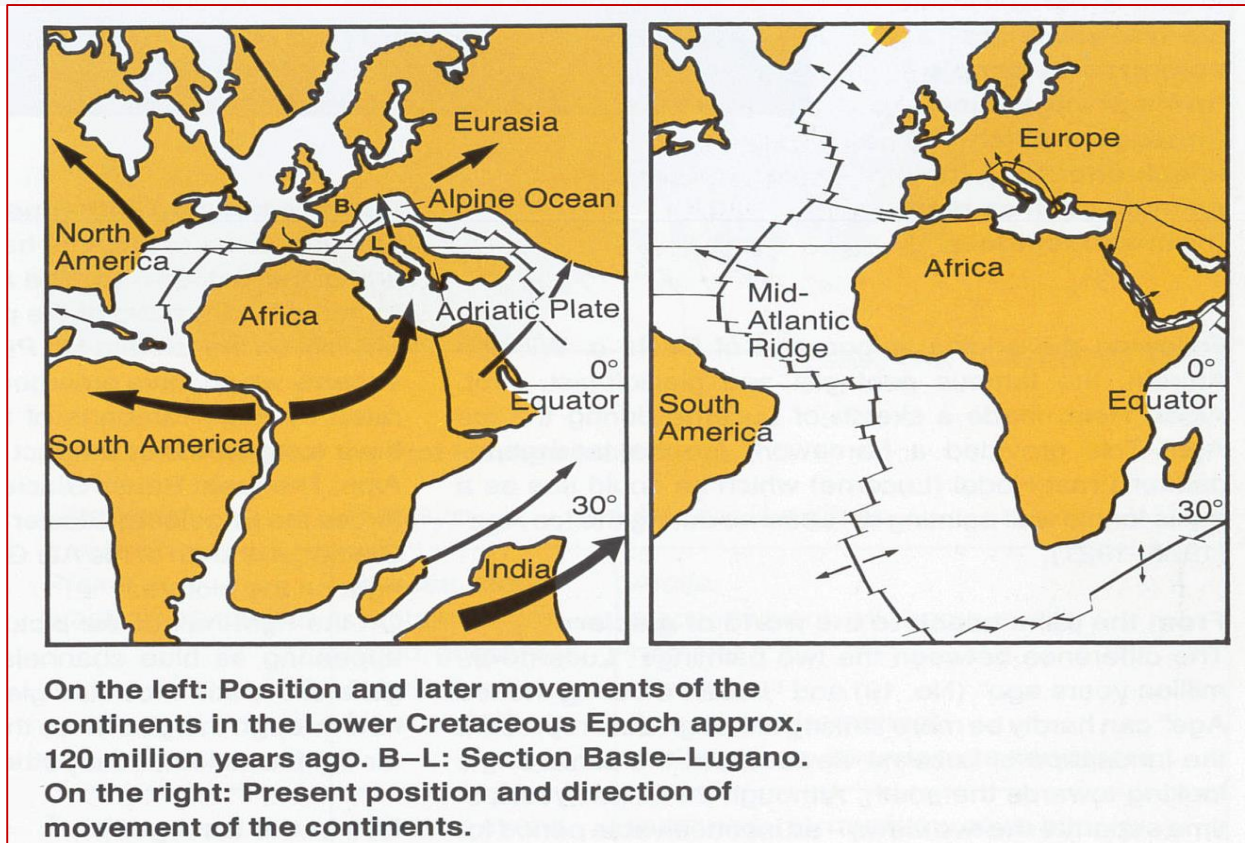 Eurasia
B
Alpine Ocean
L
North
America
Africa
Adriatic Plate
0°
Equator
South America
30°
India
Europe
Africa
Mid-
Atlantic
Ridge
0°
South
America
Equator
30°
On the left: Position and later movements of the
continents in the Lower Cretaceous Epoch approx.
120 million years ago. B–L: Section Basle- Lugano.
On the right: Present position and direction of
movement of the continents.